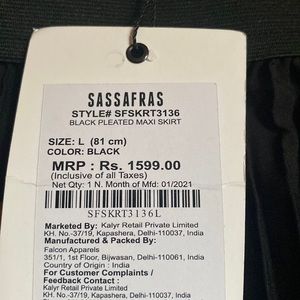 SASSAFRAS
STYLE# SFSKRT3136
BLACK PLEATED MAXI SKIRT
SIZE: L (81 cm)
COLOR: BLACK
MRP : Rs. 1599.00
(Inclusive of all Taxes)
Net Qty: 1 N. Month of Mfd: 01/2021
SFSKRT3136L
Marketed By: Kalyr Retail Private Limited
KH. No.-37/19, Kapashera, Delhi-110037, India
Manufactured & Packed By:
Falcon Apparels
351/1, 1st Floor, Bijwasan, Delhi-110061, India
Country of Origin : India
For Customer Complaints /
Feedback Contact :
Kalyr Retail Private Limited
KH. No.-37/19, Kapashera, Delhi-110037,